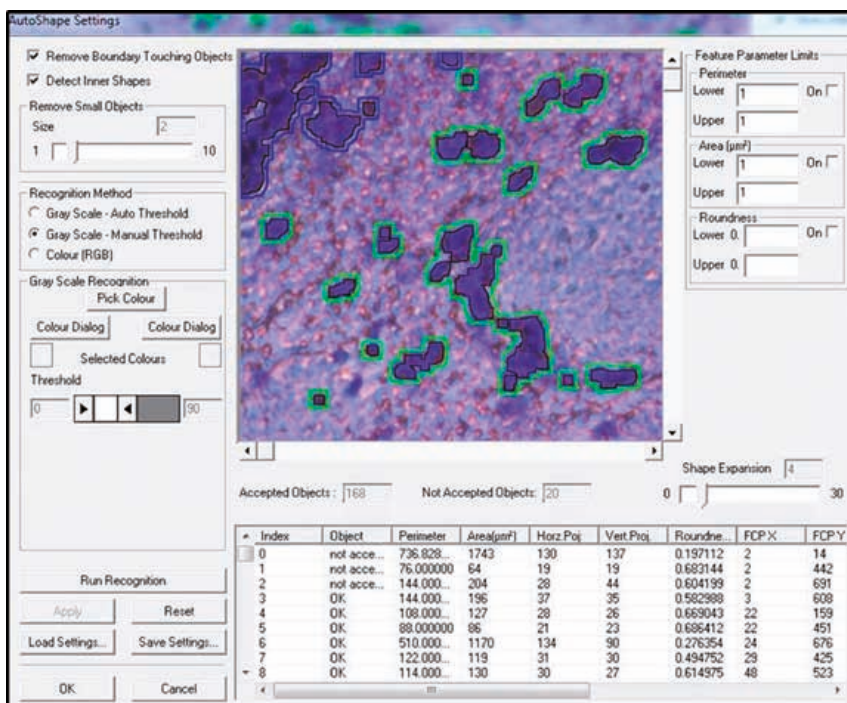 AutoShape Settings
Remove Boundary Touching Objects
Detect Inner Shapes
Remove Small Objects
Size 2
1 10
Recognition Method
Gray Scale - Auto Threshold
Gray Scale - Manual Threshold
Colour (RGB)
Gray Scale Recognition
Pick Colour
Colour Dialog Colour Dialog
Selected Colours
Threshold
0 90
Run Recognition
Apply Reset
Load Settings... Save Settings...
OK Cancel
Feature Parameter Limits
Perimeter
Lower 1 On
Upper 1
Area (µm²)
Lower 1 On
Upper 1
Roundness
Lower 0. On
Upper 0.
Shape Expansion 4
0 30
Accepted Objects : 168 Not Accepted Objects: 20
Index Object Perimeter Area(µm²) Horz.Poj. Vert.Proj. Roundne... FCP.X FCP.Y
0 not acce... 736.828... 1743 130 137 0.197112 2 14
1 not acce... 76.000000 64 19 19 0.683144 2 442
2 not acce... 144.000... 204 28 44 0.604199 2 691
3 OK 144.000... 196 37 35 0.582988 3 608
4 OK 108.000... 127 28 26 0.669043 22 159
5 OK 88.000000 86 21 23 0.686412 22 451
6 OK 510.000... 1170 134 90 0.276354 24 676
7 OK 122.000... 119 31 30 0.494752 29 425
8 OK 114.000... 130 30 27 0.614975 48 523